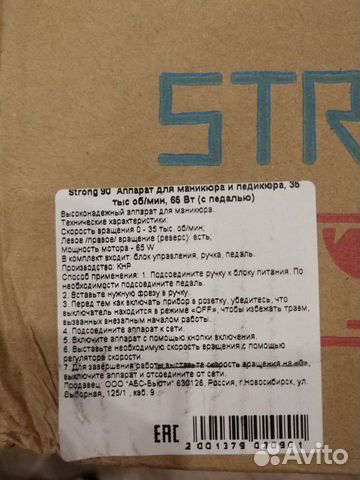 STR
Strong 90 Аппарат для маникюра и педикюра, 35
тыс об/мин, 65 Вт (с педалью)
Высоконадежный аппарат для маникюра.
Технические характеристики:
Скорость вращения 0 - 35 тыс. об/мин;
Левое /правое/ вращение (реверс): есть;
Мощность мотора - 65 W
В комплект входит: блок управления, ручка, педаль.
Производство: КНР
Способ применения: 1. Подсоедините ручку к блоку питания. По
необходимости подсоедините педаль.
2. Вставьте нужную фрезу в ручку.
3. Перед тем как включать прибор в розетку, убедитесь, что
выключатель находится в режиме «OFF», чтобы избежать травм,
вызванных внезапным началом работы.
4. Подсоедините аппарат к сети.
5. Включите аппарат с помощью кнопки включения.
6. Выставьте необходимую скорость вращения с помощью
регулятора скорости.
7. Для завершения работы выставьте скорость вращения на «0»,
выключите аппарат и отсоедините от сети.
Продавец: ООО "АБС-Бьюти" 630126, Россия, г.Новосибирск, ул.
Выборная, 125/1 , каб. 9
EAC
Avito